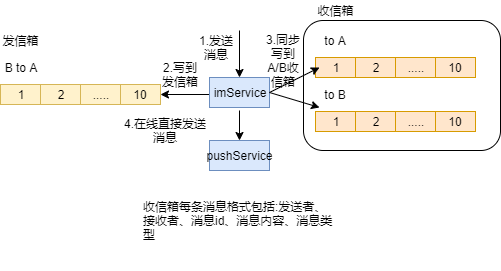 收信箱
发信箱
1.发送
消息
3.同步
写到
A/B收
信箱
to A
B to A
2.写到
发信箱
1 2 ..... 10
1 2 ..... 10
imService
to B
1 2 ..... 10
4.在线直接发送
消息
pushService
收信箱每条消息格式包括:发送者、
接收者、消息id、消息内容、消息类
型